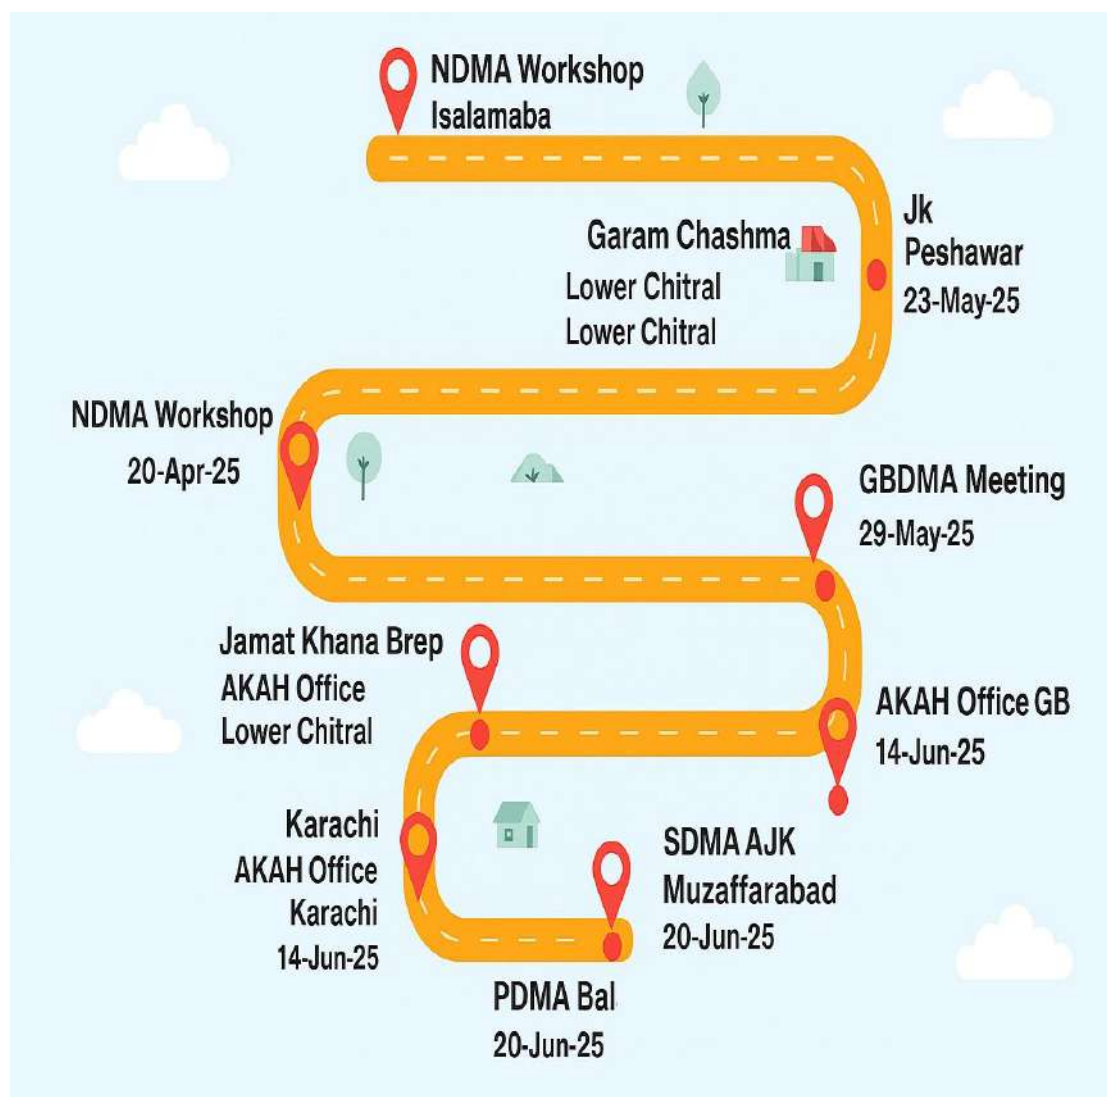 NDMA Workshop
Isalamaba
Jk
Peshawar
23-May-25
Garam Chashma
Lower Chitral
Lower Chitral
NDMA Workshop
20-Apr-25
GBDMA Meeting
29-May-25
Jamat Khana Brep
AKAH Office
Lower Chitral
AKAH Office GB
14-Jun-25
Karachi
AKAH Office
Karachi
14-Jun-25
SDMA AJK
Muzaffarabad
20-Jun-25
PDMA Bal
20-Jun-25